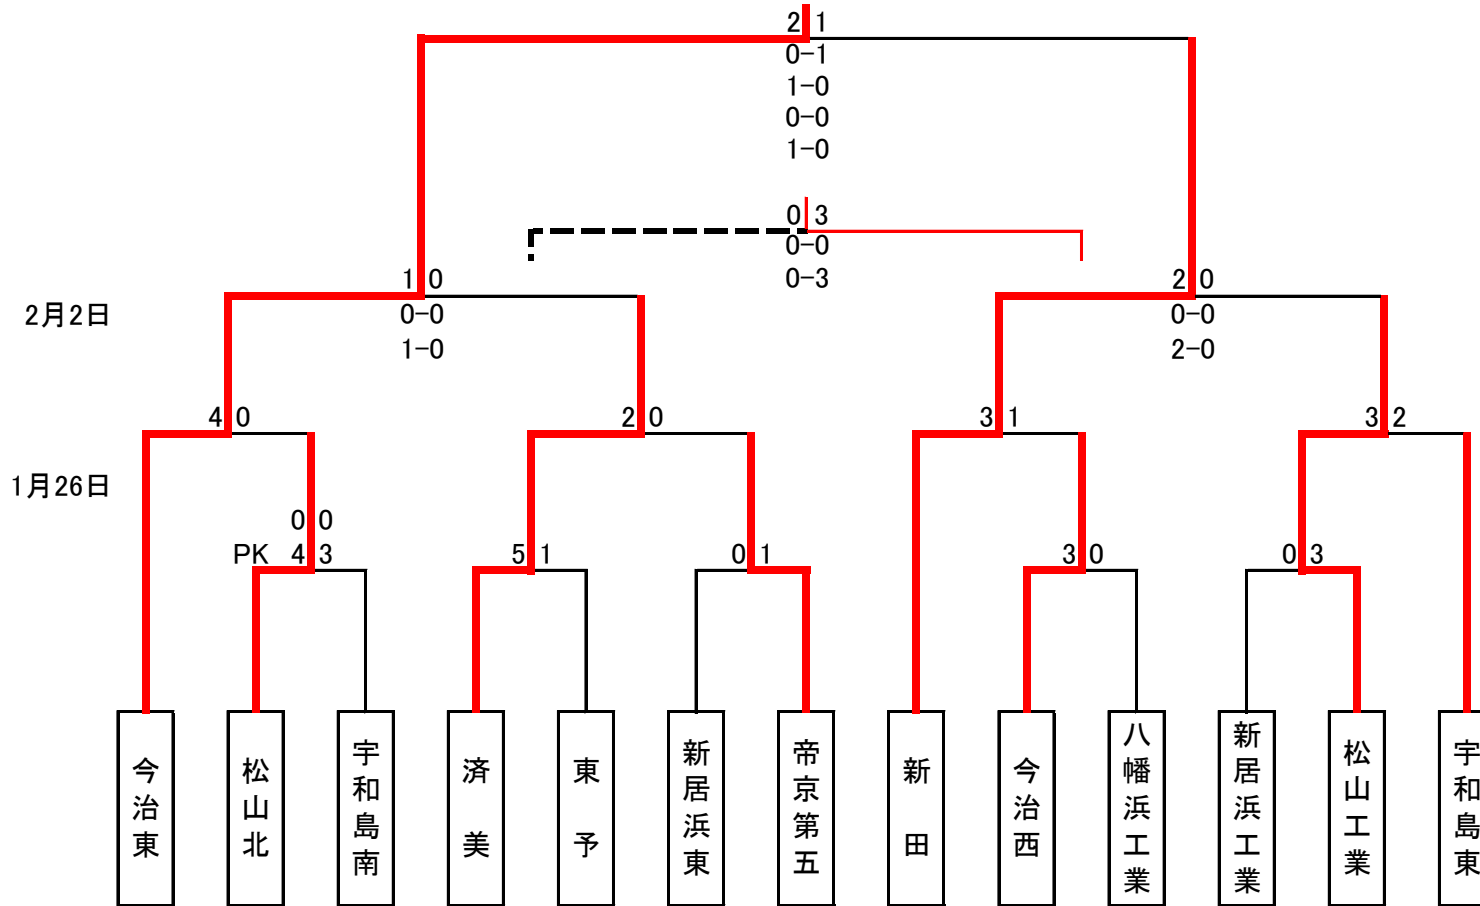 2 1
0-1
1-0
0-0
1-0
0 3
0-0
0-3
1 0
0-0
1-0
2 0
0-0
2-0
2月2日
4 0
2 0
3 1
3 2
1月26日
0 0
PK 4 3
5 1
0 1
3 0
0 3
今治東
松山北
宇和島南
済美
東予
新居浜東
帝京第五
新田
今治西
八幡浜工業
新居浜工業
松山工業
宇和島東